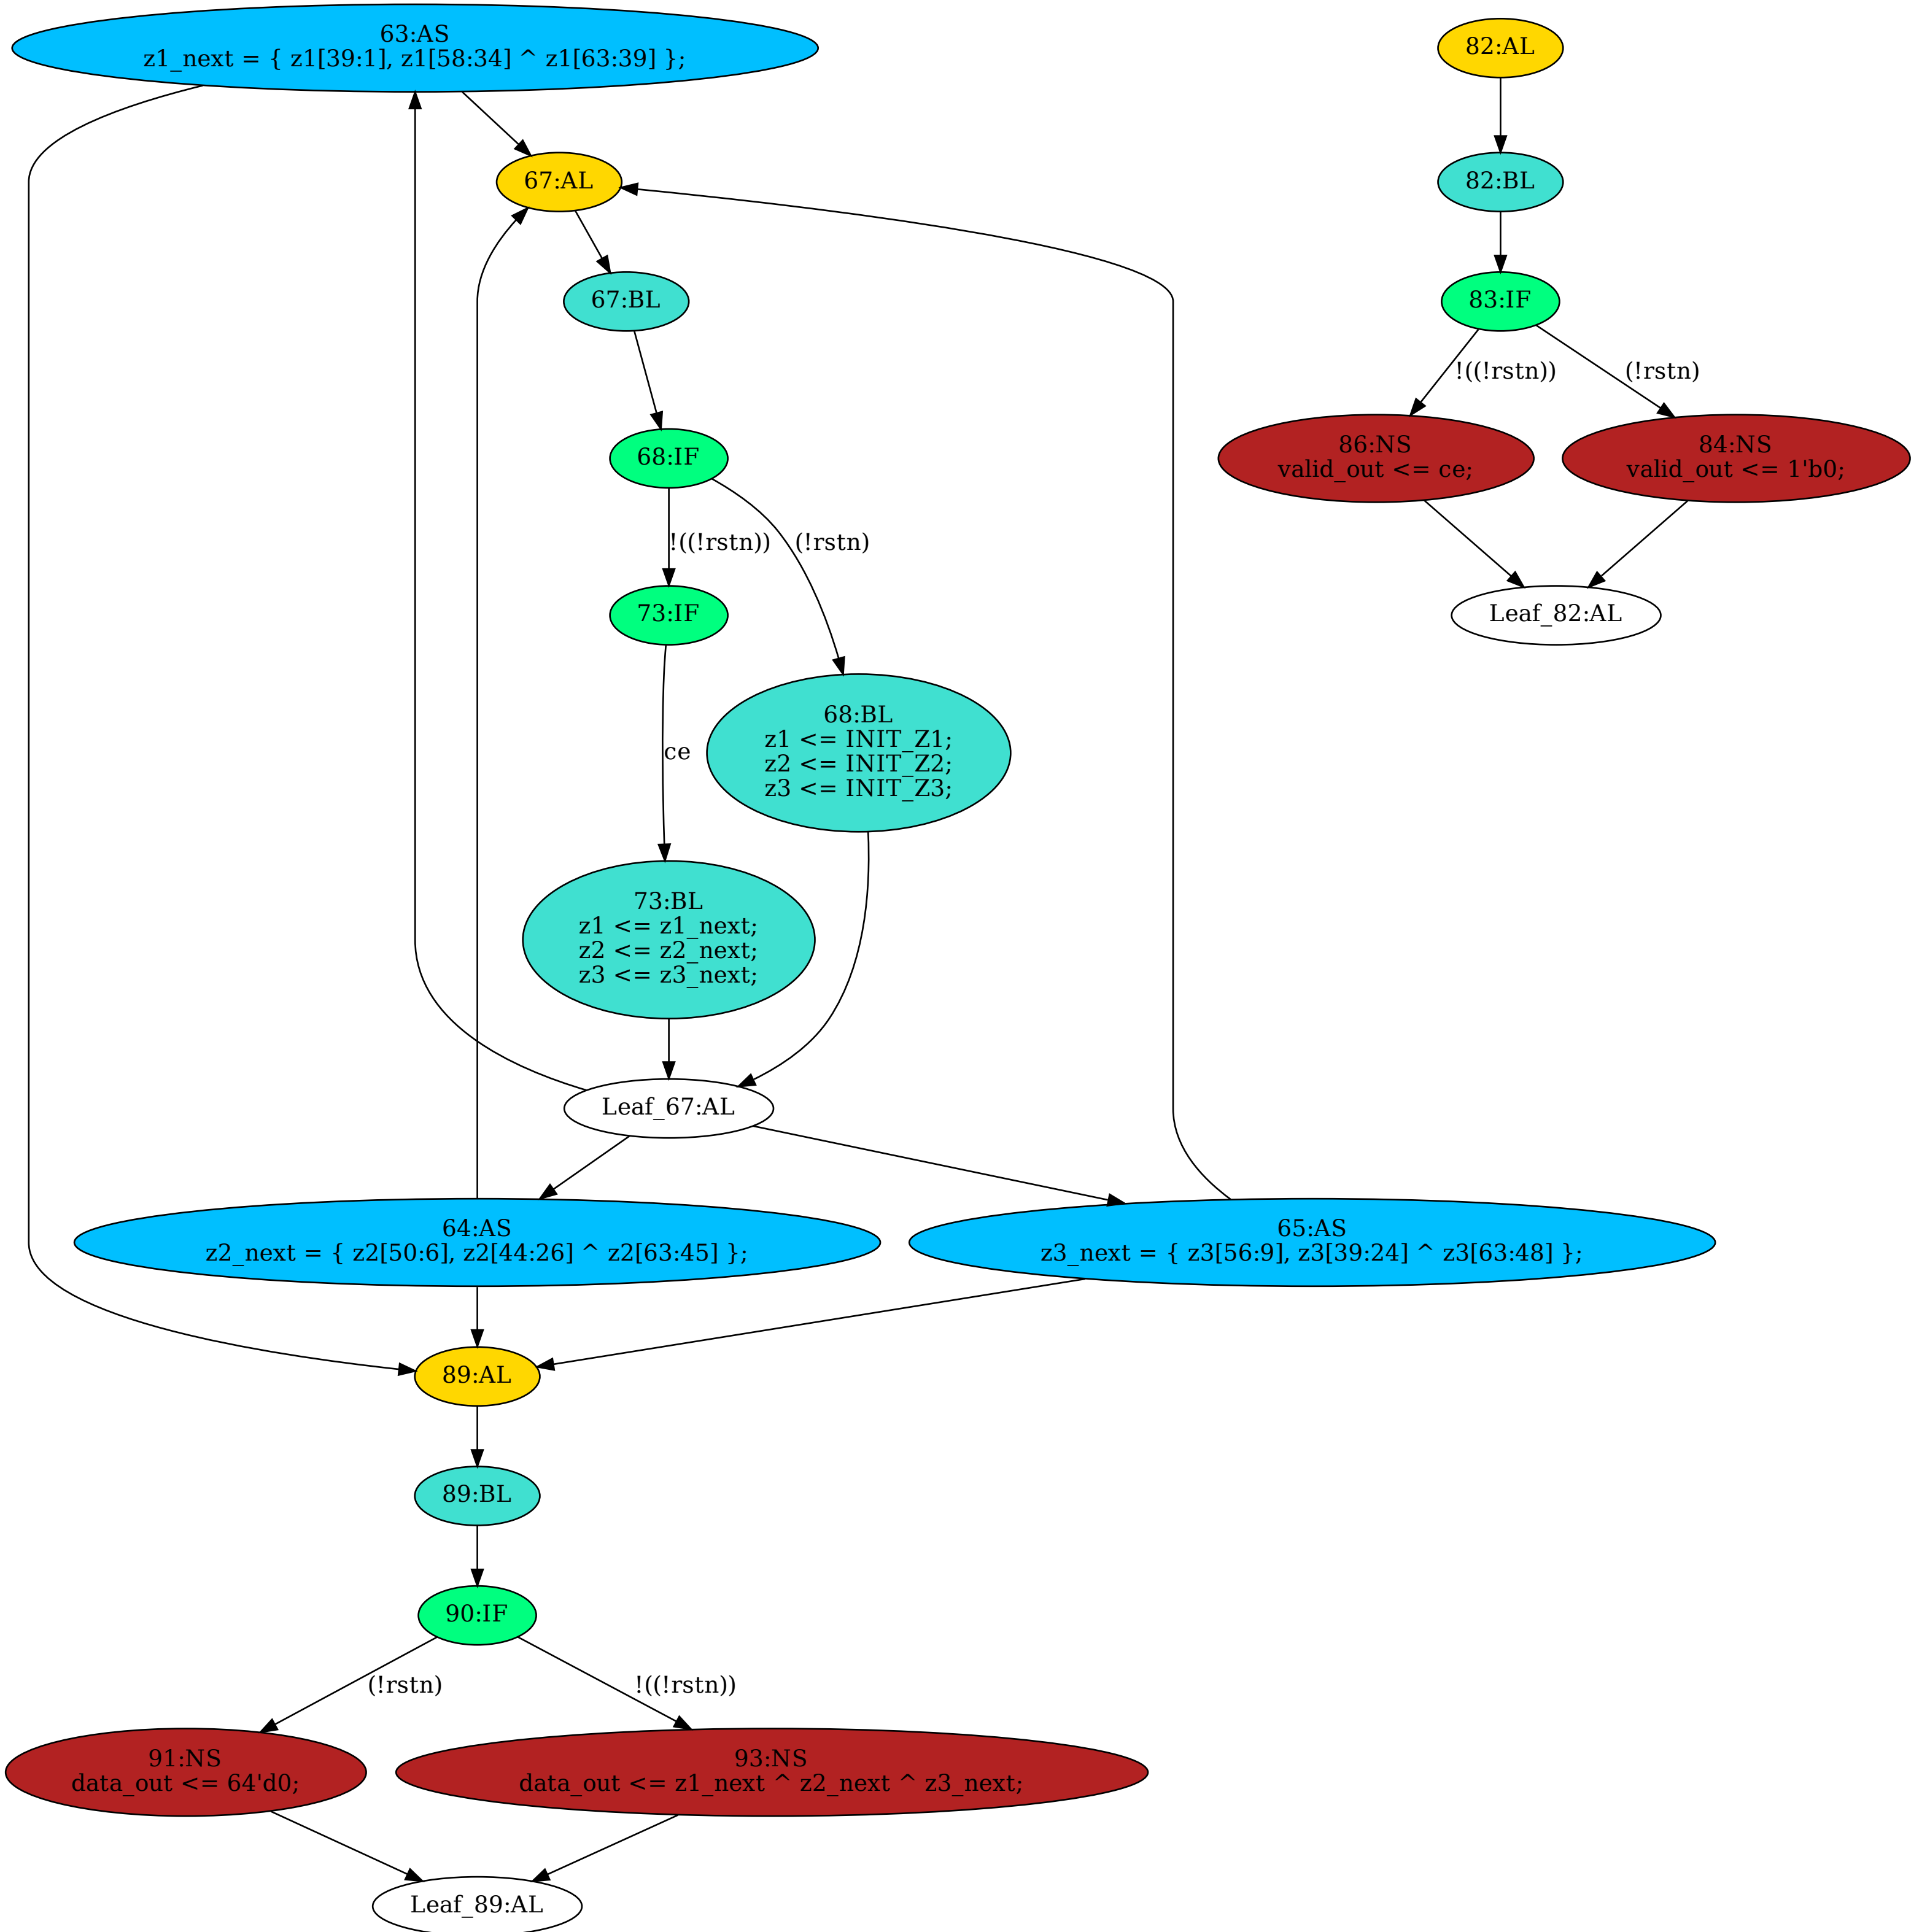 63:AS
z1_next = { z1[39:1], z1[58:34] ^ z1[63:39] };
82:AL
67:AL
82:BL
67:BL
83:IF
!((!rstn))
(!rstn)
68:IF
86:NS
valid_out <= ce;
84:NS
valid_out <= 1'b0;
!((!rstn))
(!rstn)
73:IF
Leaf_82:AL
68:BL
z1 <= INIT_Z1;
z2 <= INIT_Z2;
z3 <= INIT_Z3;
ce
73:BL
z1 <= z1_next;
z2 <= z2_next;
z3 <= z3_next;
Leaf_67:AL
64:AS
z2_next = { z2[50:6], z2[44:26] ^ z2[63:45] };
65:AS
z3_next = { z3[56:9], z3[39:24] ^ z3[63:48] };
89:AL
89:BL
90:IF
(!rstn)
!((!rstn))
91:NS
data_out <= 64'd0;
93:NS
data_out <= z1_next ^ z2_next ^ z3_next;
Leaf_89:AL